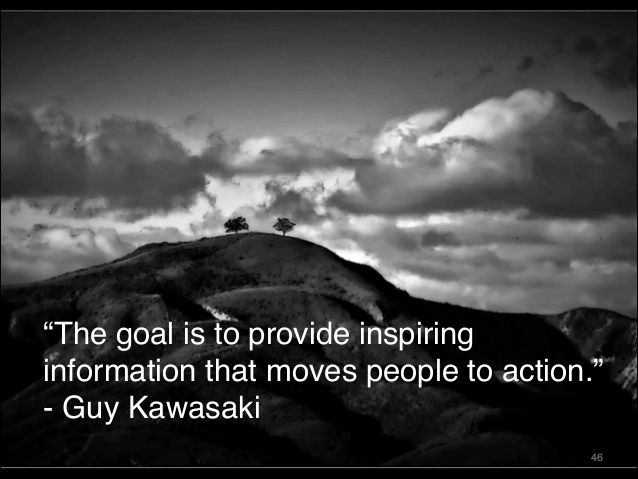 “The goal is to provide inspiring
information that moves people to action.”
- Guy Kawasaki
46